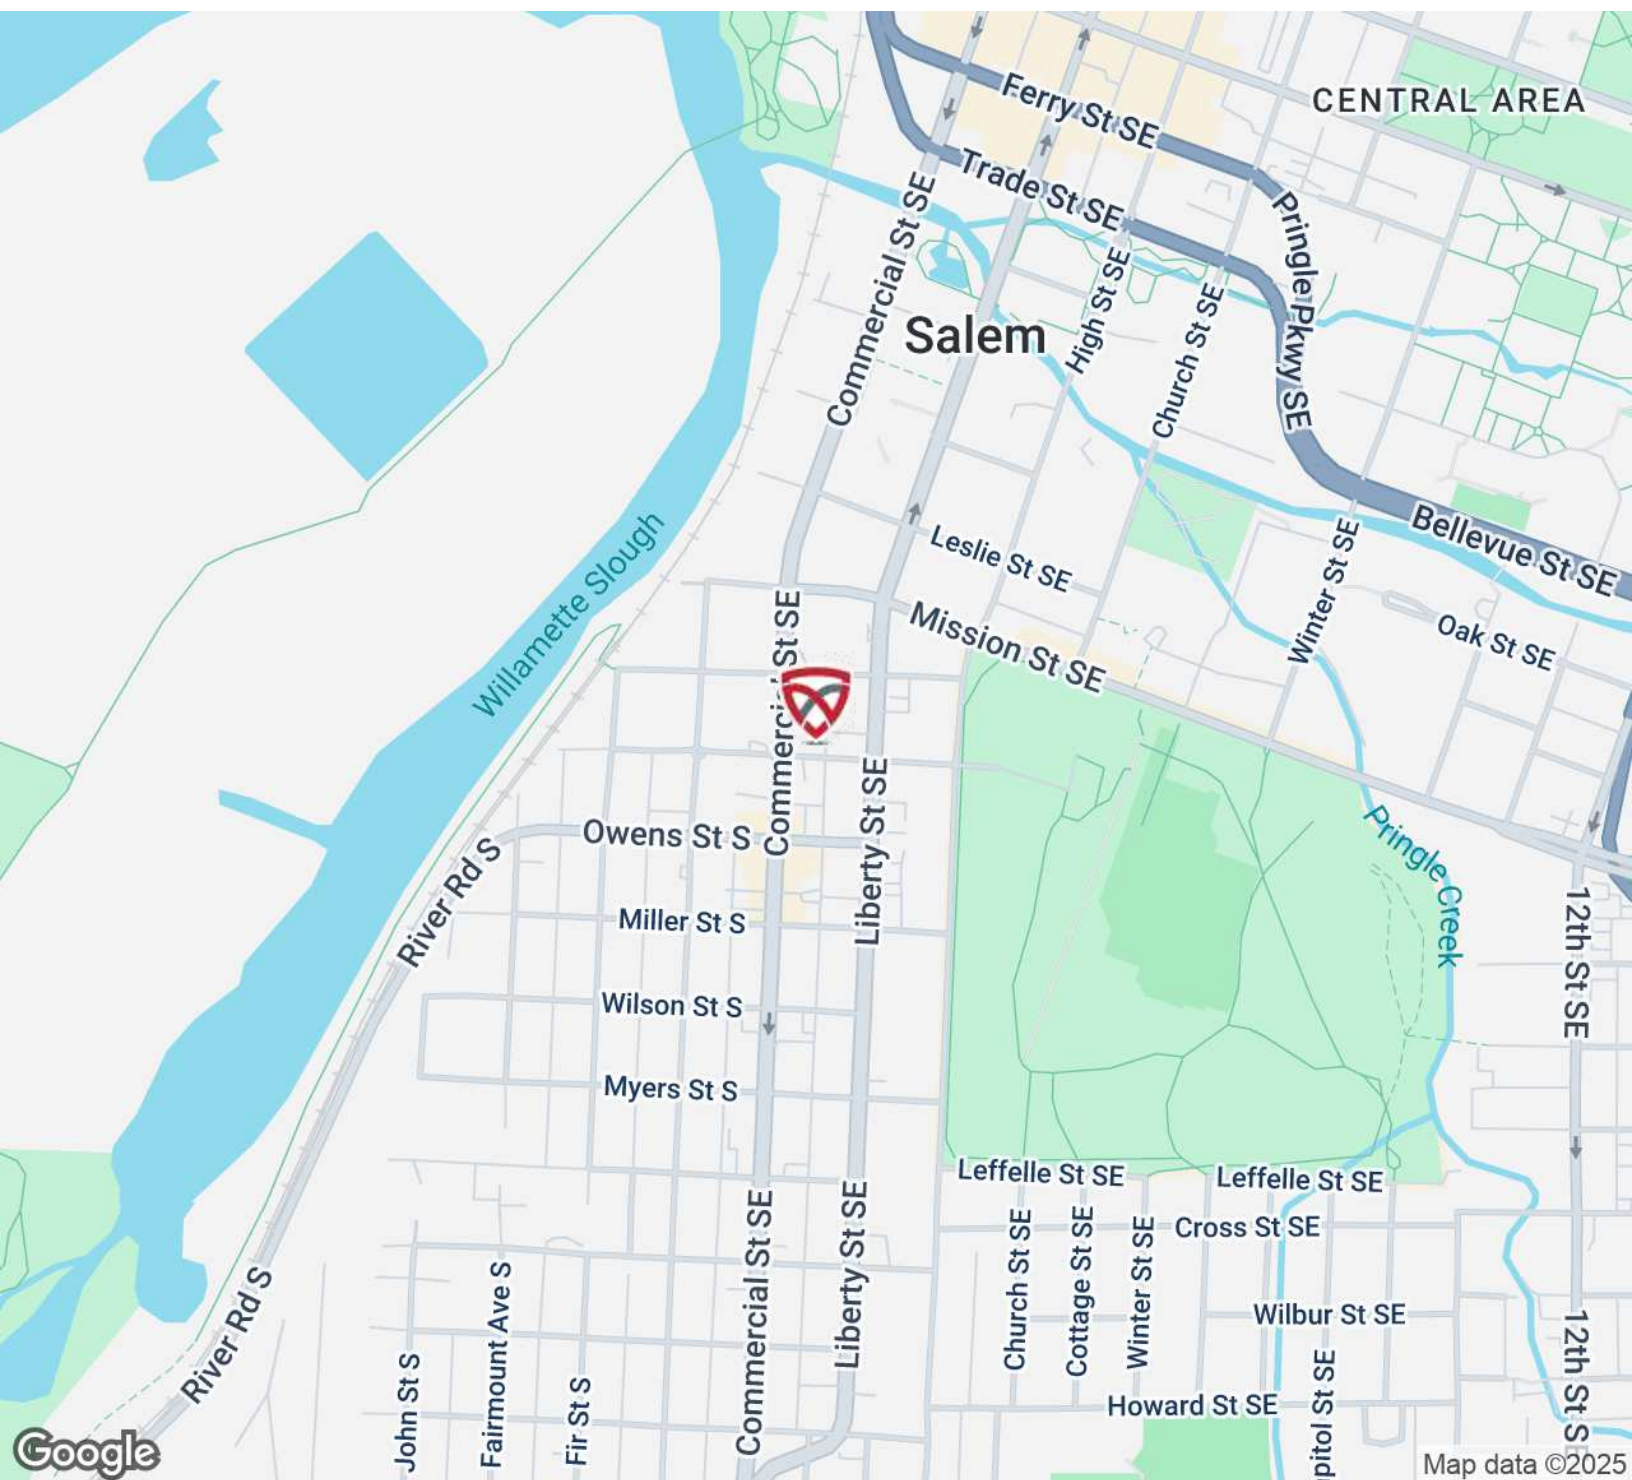 Ferry St SE
CENTRAL AREA
Trade St SE
Pringle Pkwy SE
Commercial St SE
High St SE
Church St SE
Salem
Bellevue St SE
Willamette Slough
Leslie St SE
Winter St SE
Oak St SE
Mission St SE
Commercial St SE
Liberty St SE
Owens St S
River Rd S
Pringle Creek
Miller St S
12th St SE
Wilson St S
Myers St S
Leffelle St SE
Leffelle St SE
Cross St SE
Commercial St SE
Liberty St SE
Church St SE
Cottage St SE
Winter St SE
River Rd S
Fairmount Ave S
Wilbur St SE
12th St SE
John St S
Fir St S
Howard St SE
pitol St SE
Google
Map data ©2025